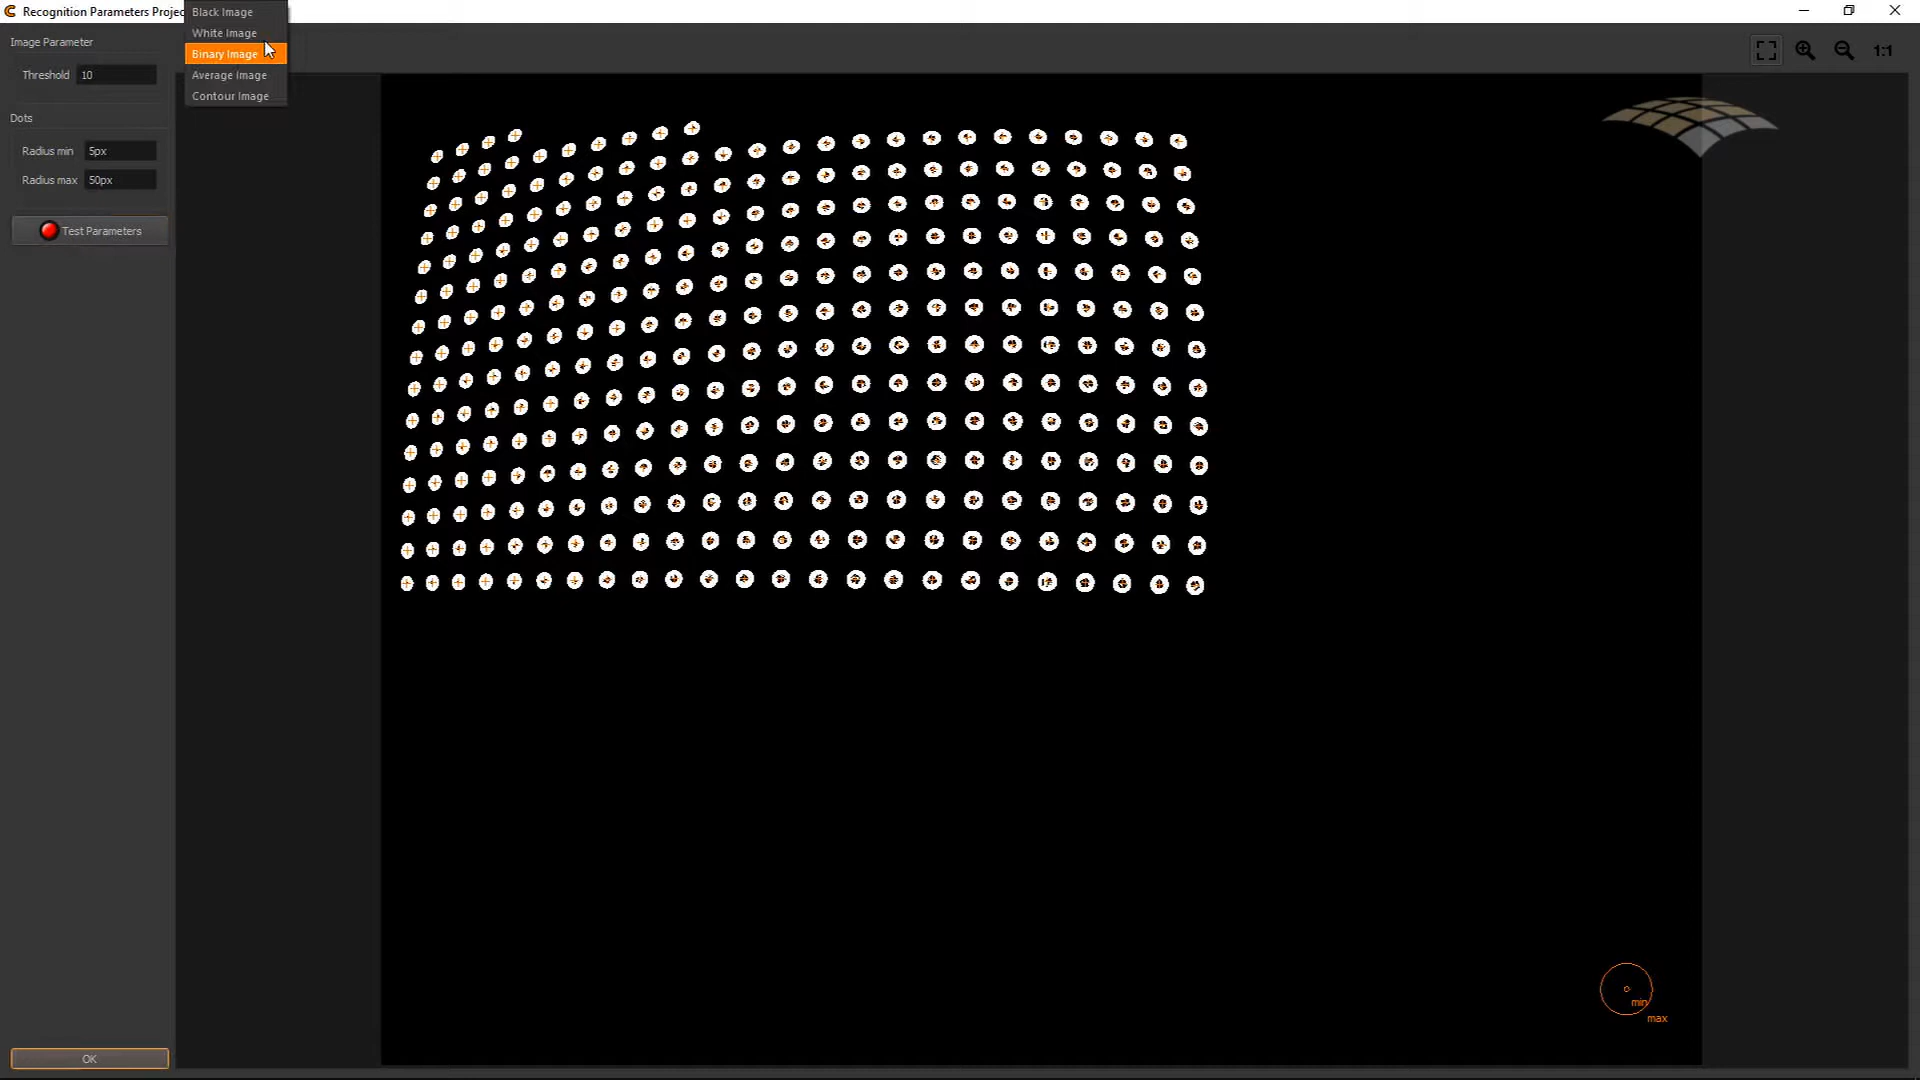 Recognition Parameters Projec
Black Image
White Image
Binary Image
Average Image
Contour Image
Image Parameter
Threshold 10
Dots
Radius min 5px
Radius max 50px
Test Parameters
1:1
min
max
OK